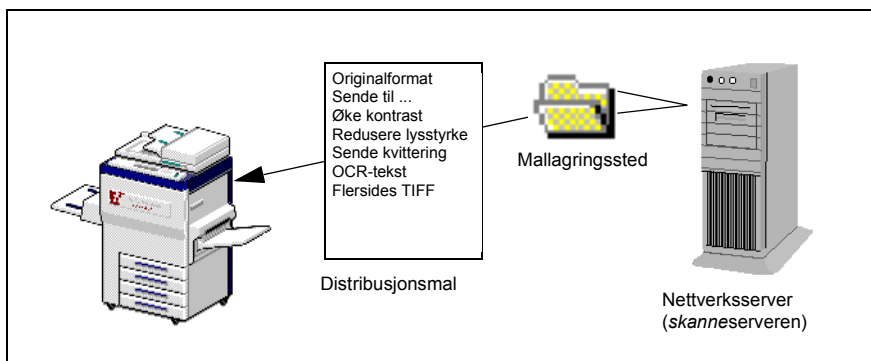 Originalformat
Sende til ...
Øke kontrast
Redusere lysstyrke
Sende kvittering
OCR-tekst
Flersides TIFF
Distribusjonsmal
Mallagringssted
Nettverksserver
(skanneserveren)